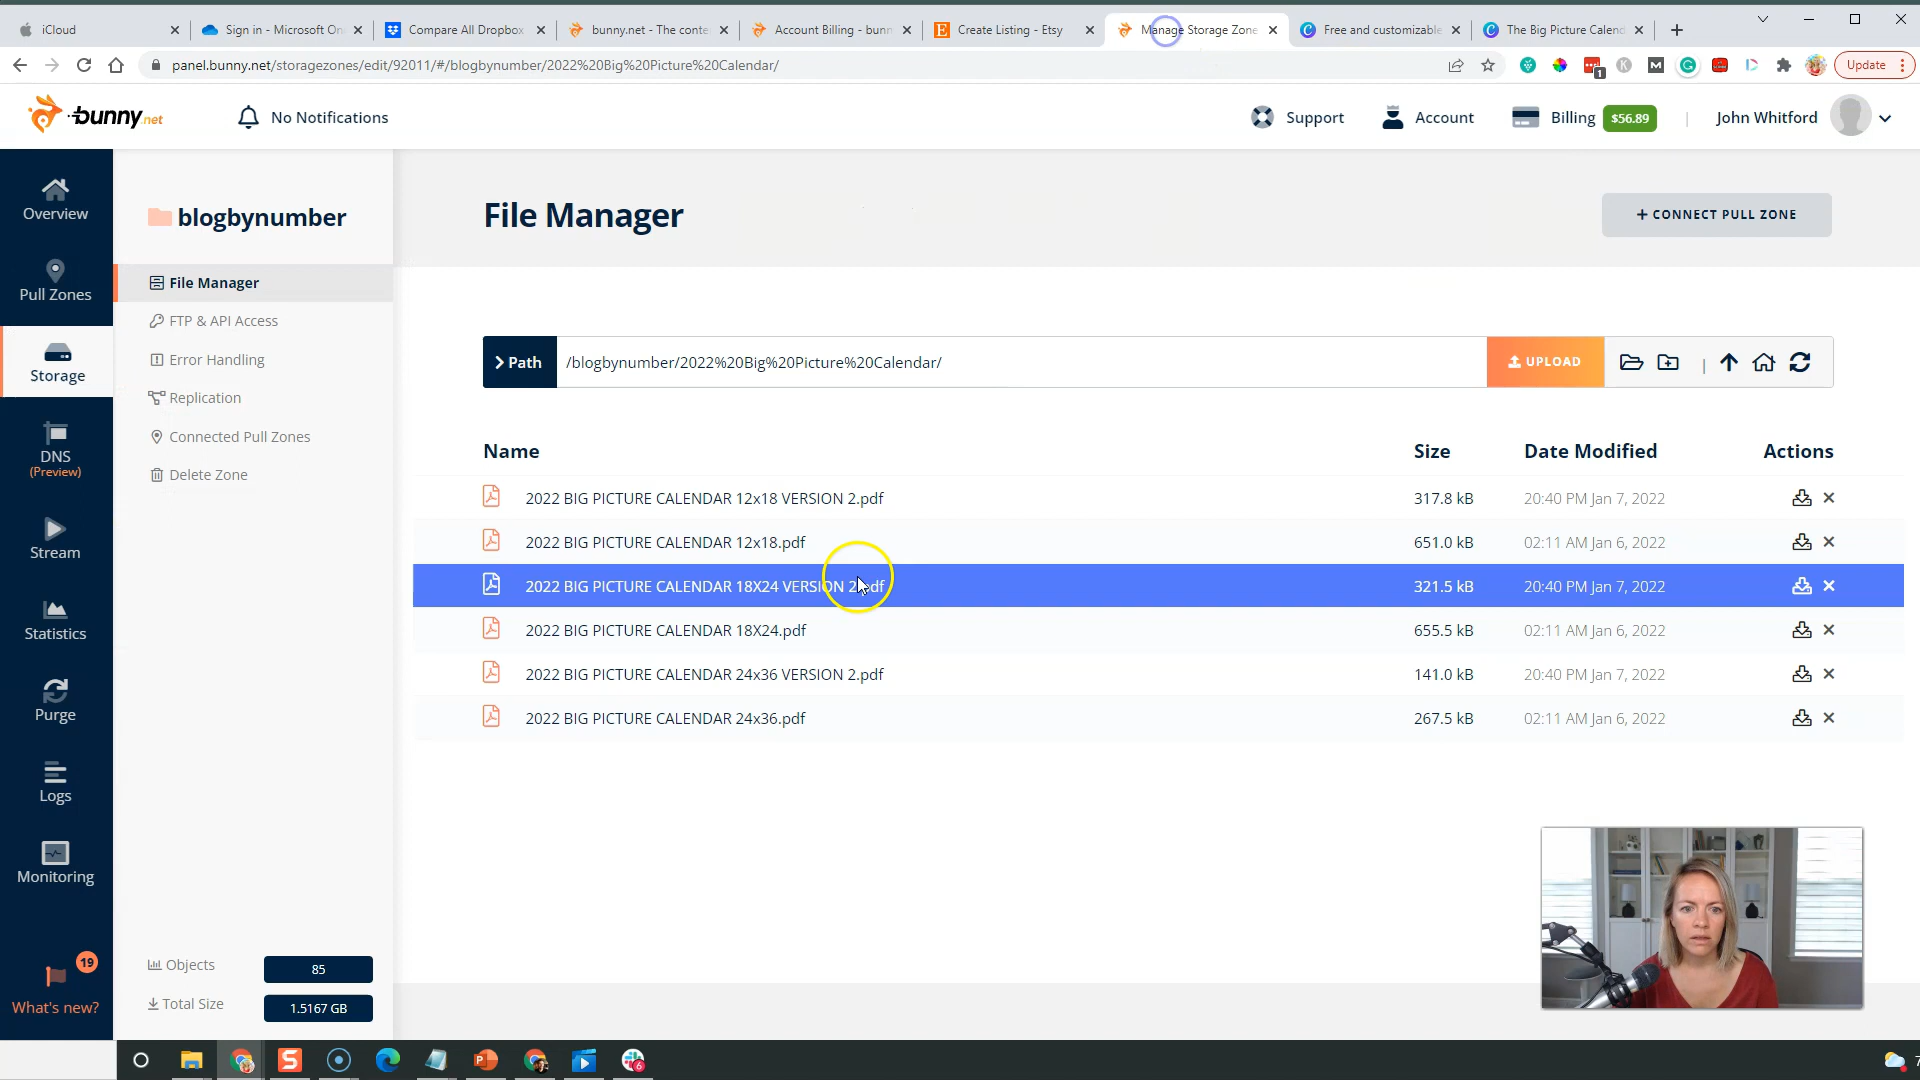 iCloud
Sign in - Microsoft On
Compare All Dropbox
bunny.net - The conte
Account Billing - bunn
Create Listing - Etsy
Manage Storage Zone
Free and customizable
The Big Picture Calend
panel.bunny.net/storagezones/edit/92011/#/blogbynumber/2022%20Big%20Picture%20Calendar/
1
Update
bunny.net
No Notifications
Support
Account
Billing
$56.89
John Whitford
Overview
Pull Zones
Storage
DNS
(Preview)
Stream
Statistics
Purge
Logs
Monitoring
19
What's new?
blogbynumber
File Manager
FTP & API Access
Error Handling
Replication
Connected Pull Zones
Delete Zone
Objects
85
Total Size
1.5167 GB
File Manager
+ CONNECT PULL ZONE
Path
/blogbynumber/2022%20Big%20Picture%20Calendar/
UPLOAD
Name Size Date Modified Actions
2022 BIG PICTURE CALENDAR 12x18 VERSION 2.pdf 317.8 kB 20:40 PM Jan 7, 2022
2022 BIG PICTURE CALENDAR 12x18.pdf 651.0 kB 02:11 AM Jan 6, 2022
2022 BIG PICTURE CALENDAR 18X24 VERSION 2.pdf 321.5 kB 20:40 PM Jan 7, 2022
2022 BIG PICTURE CALENDAR 18X24.pdf 655.5 kB 02:11 AM Jan 6, 2022
2022 BIG PICTURE CALENDAR 24x36 VERSION 2.pdf 141.0 kB 20:40 PM Jan 7, 2022
2022 BIG PICTURE CALENDAR 24x36.pdf 267.5 kB 02:11 AM Jan 6, 2022